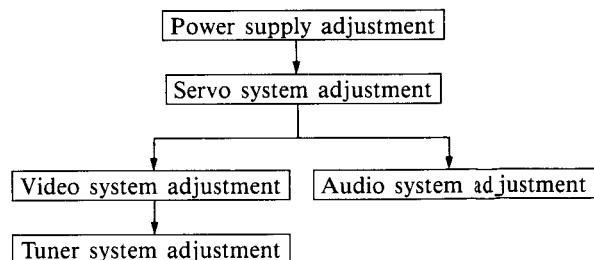 Power supply adjustment
Servo system adjustment
Video system adjustment
Audio system adjustment
Tuner system adjustment